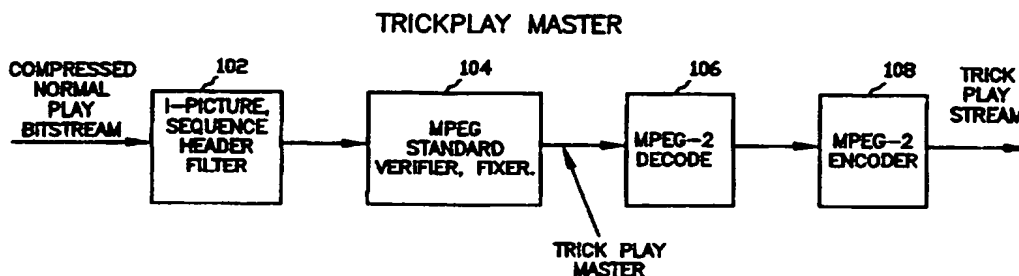 TRICKPLAY MASTER
COMPRESSED
NORMAL
PLAY
BITSTREAM
102
I-PICTURE,
SEQUENCE
HEADER
FILTER
104
MPEG
STANDARD
VERIFIER, FIXER.
TRICK PLAY
MASTER
106
MPEG-2
DECODE
108
MPEG-2
ENCODER
TRICK
PLAY
STREAM